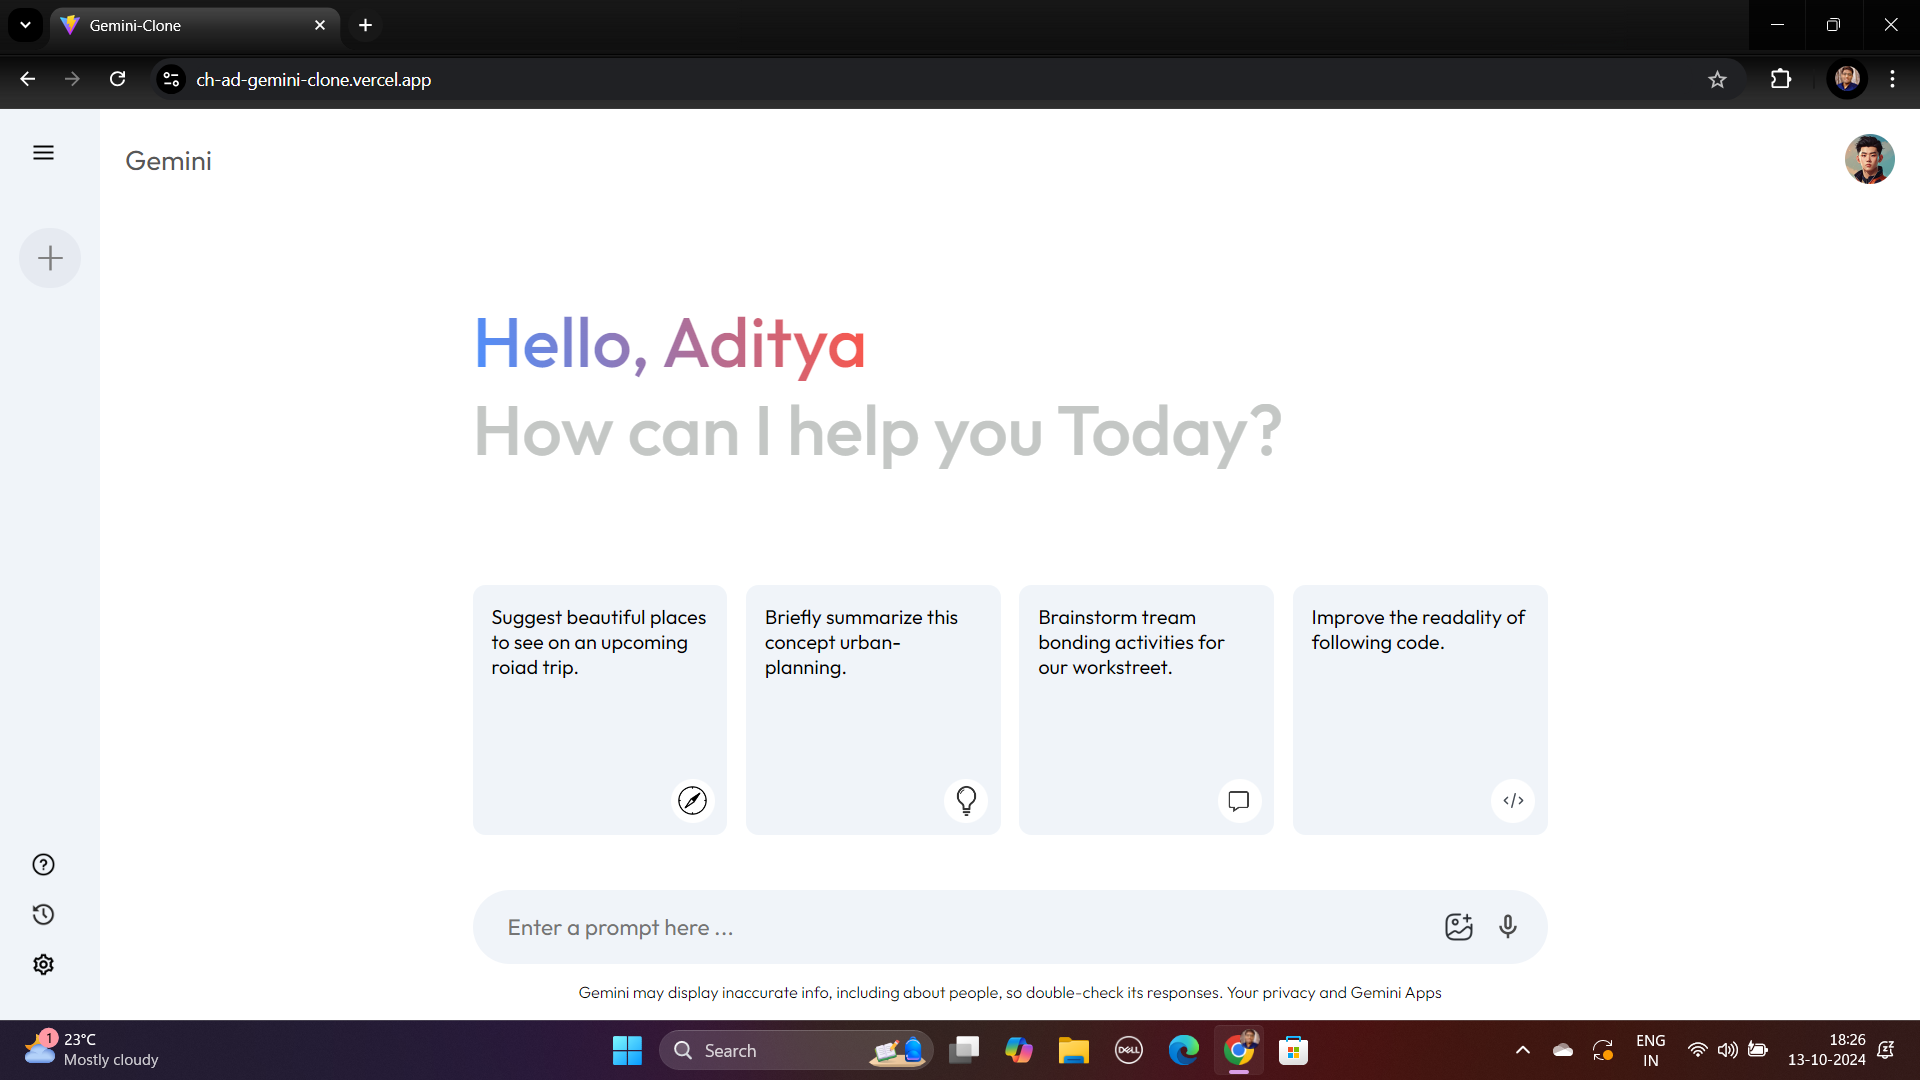 Gemini-Clone
ch-ad-gemini-clone.vercel.app
Gemini
Hello, Aditya
How can I help you Today?
Suggest beautiful places
to see on an upcoming
roiad trip.
Briefly summarize this
concept urban-
planning.
Brainstorm tream
bonding activities for
our workstreet.
Improve the readality of
following code.
</>
Enter a prompt here ...
Gemini may display inaccurate info, including about people, so double-check its responses. Your privacy and Gemini Apps
1
23°C
Mostly cloudy
Search
DELL
ENG
IN
18:26
13-10-2024